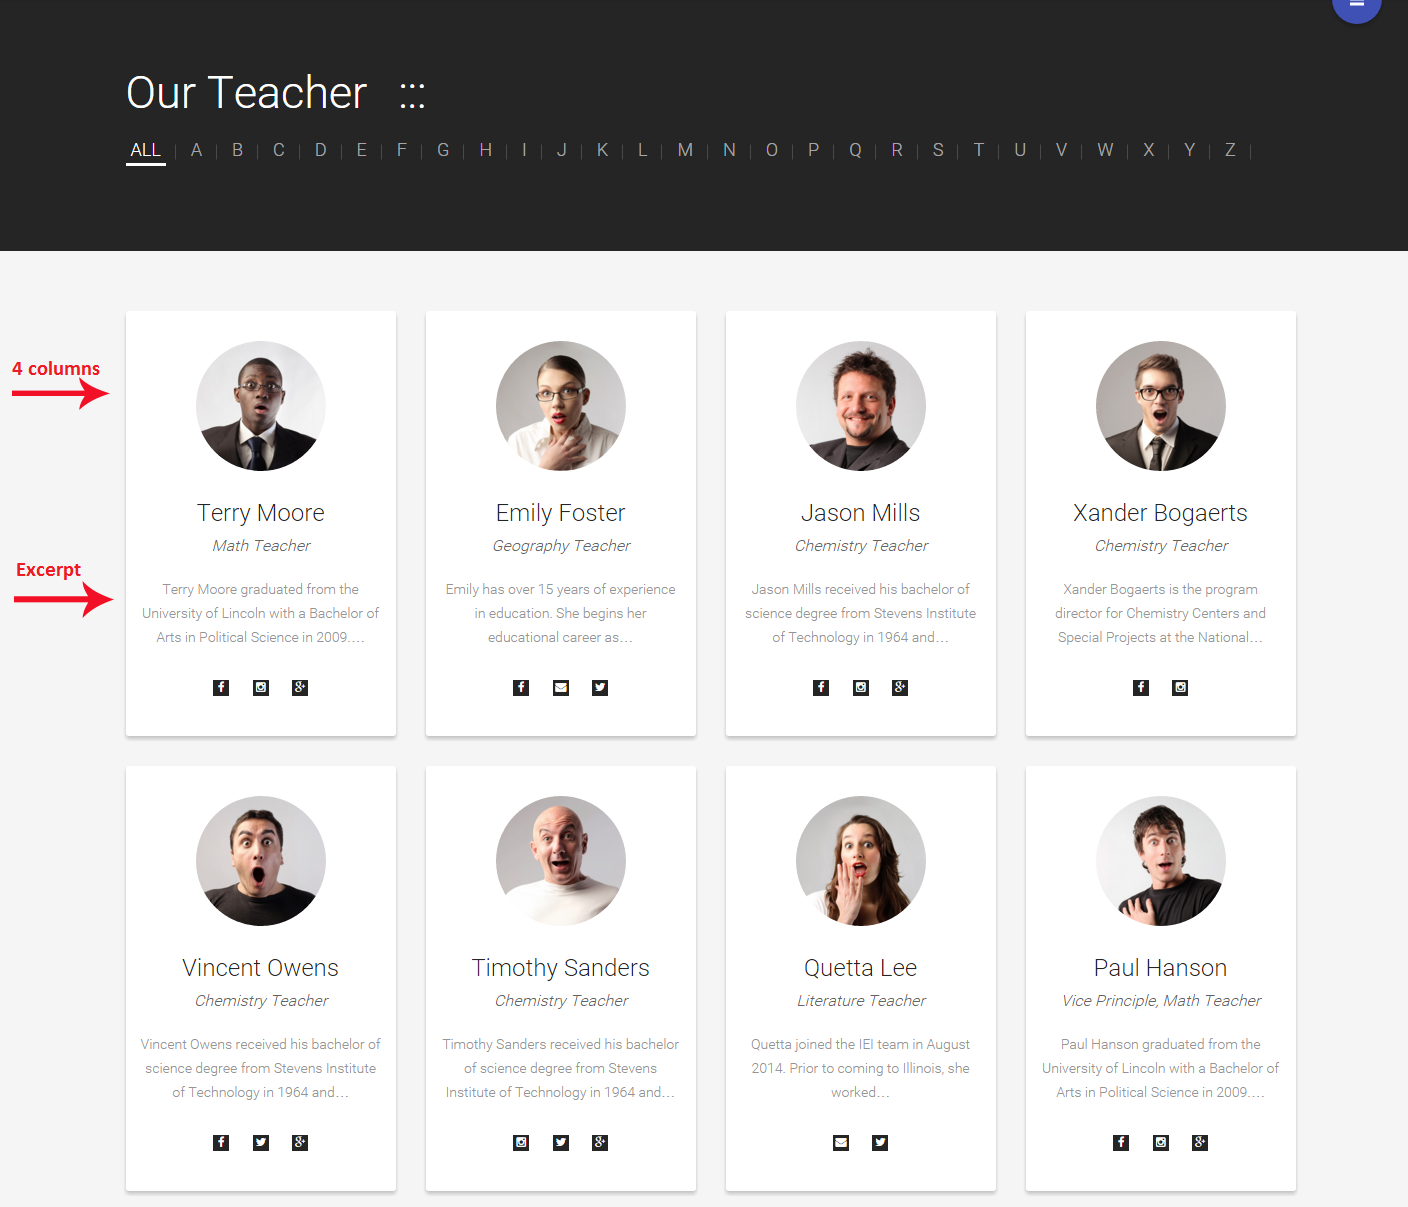 Our Teacher :::
ALL | A | B | C | D | E | F | G | H | I | J | K | L | M | N | O | P | Q | R | S | T | U | V | W | X | Y | Z |
4 columns
Terry Moore
Math Teacher
Excerpt
Terry Moore graduated from the
University of Lincoln with a Bachelor of
Arts in Political Science in 2009.…
Emily Foster
Geography Teacher
Emily has over 15 years of experience
in education. She begins her
educational career as…
Jason Mills
Chemistry Teacher
Jason Mills received his bachelor of
science degree from Stevens Institute
of Technology in 1964 and…
Xander Bogaerts
Chemistry Teacher
Xander Bogaerts is the program
director for Chemistry Centers and
Special Projects at the National…
Vincent Owens
Chemistry Teacher
Vincent Owens received his bachelor of
science degree from Stevens Institute
of Technology in 1964 and…
Timothy Sanders
Chemistry Teacher
Timothy Sanders received his bachelor
of science degree from Stevens
Institute of Technology in 1964 and…
Quetta Lee
Literature Teacher
Quetta joined the IEI team in August
2014. Prior to coming to Illinois, she
worked…
Paul Hanson
Vice Principle, Math Teacher
Paul Hanson graduated from the
University of Lincoln with a Bachelor of
Arts in Political Science in 2009.…